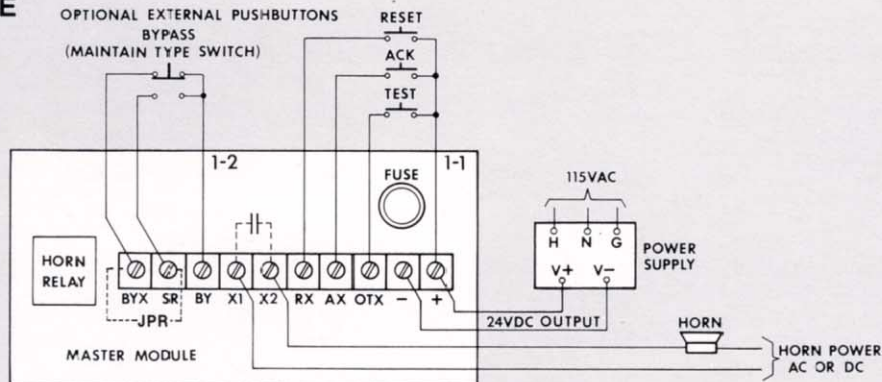 E
OPTIONAL EXTERNAL PUSHBUTTONS
BYPASS
(MAINTAIN TYPE SWITCH)
RESET
ACK
TEST
1-2
1-1
FUSE
115VAC
H N G
POWER
SUPPLY
V+ V-
HORN
RELAY
BYX SR BY X1 X2 RX AX OTX - +
JPR
24VDC OUTPUT
HORN
MASTER MODULE
HORN POWER
AC OR DC